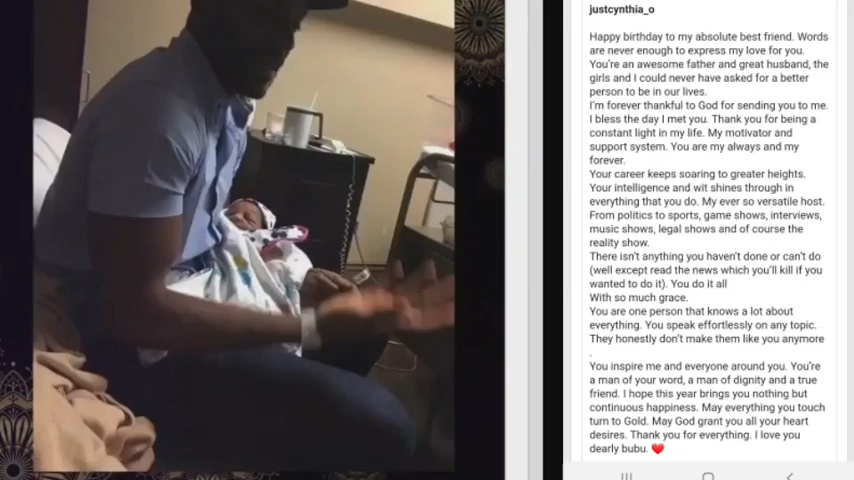 justcynthia_o
Happy birthday to my absolute best friend. Words
are never enough to express my love for you.
You're an awesome father and great husband, the
girls and I could never have asked for a better
person to be in our lives.
I'm forever thankful to God for sending you to me.
I bless the day I met you. Thank you for being a
constant light in my life. My motivator and
support system. You are my always and my
forever.
Your career keeps soaring to greater heights.
Your intelligence and wit shines through in
everything that you do. My ever so versatile host.
From politics to sports, game shows, interviews,
music shows, legal shows and of course the
reality show.
There isn't anything you haven't done or can't do
(well except read the news which you'll kill if you
wanted to do it). You do it all
With so much grace.
You are one person that knows a lot about
everything. You speak effortlessly on any topic.
They honestly don't make them like you anymore
.
You inspire me and everyone around you. You're
a man of your word, a man of dignity and a true
friend. I hope this year brings you nothing but
continuous happiness. May everything you touch
turn to Gold. May God grant you all your heart
desires. Thank you for everything. I love you
dearly bubu. ❤️